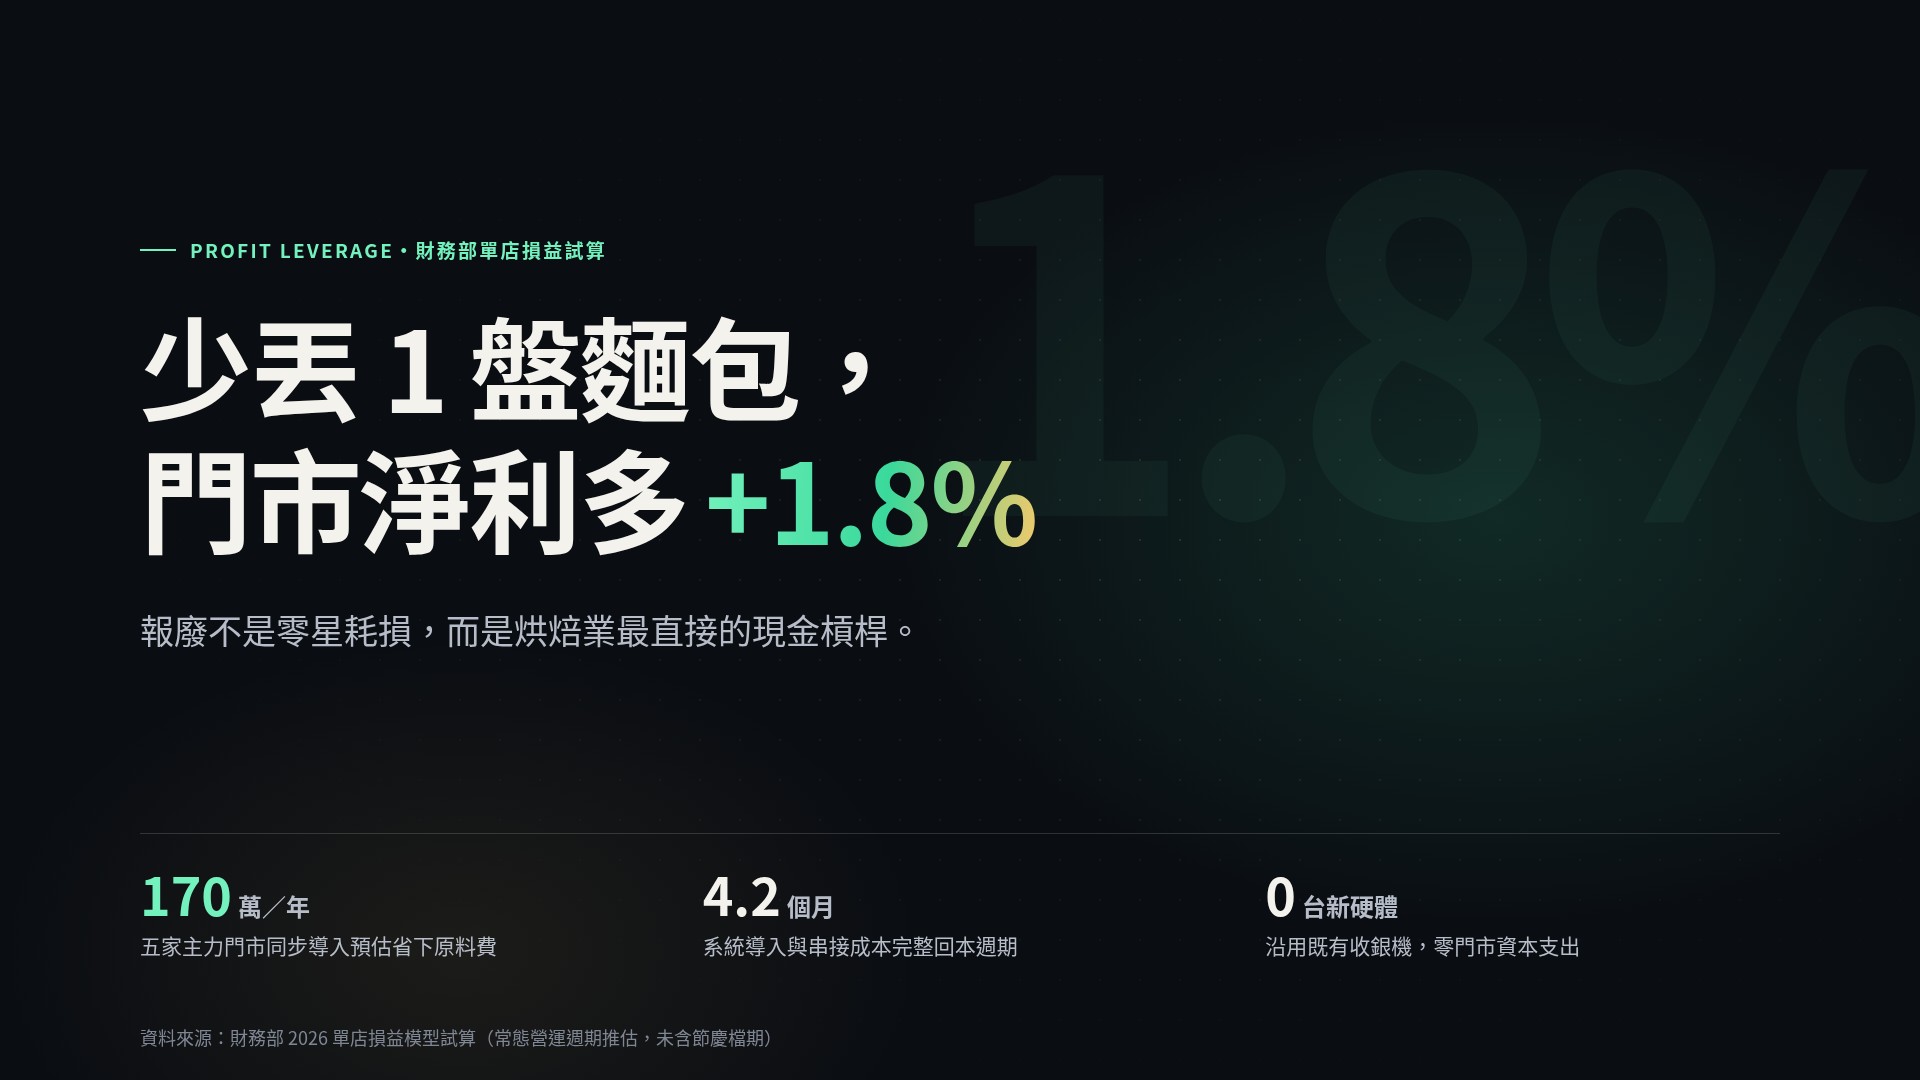 1.8%
PROFIT LEVERAGE・財務部單店損益試算
少丟 1 盤麵包，
門市淨利多 +1.8%
報廢不是零星耗損，而是烘焙業最直接的現金槓桿。
170 萬／年
五家主力門市同步導入預估省下原料費
4.2 個月
系統導入與串接成本完整回本週期
0 台新硬體
沿用既有收銀機，零門市資本支出
資料來源：財務部 2026 單店損益模型試算（常態營運週期推估，未含節慶檔期）